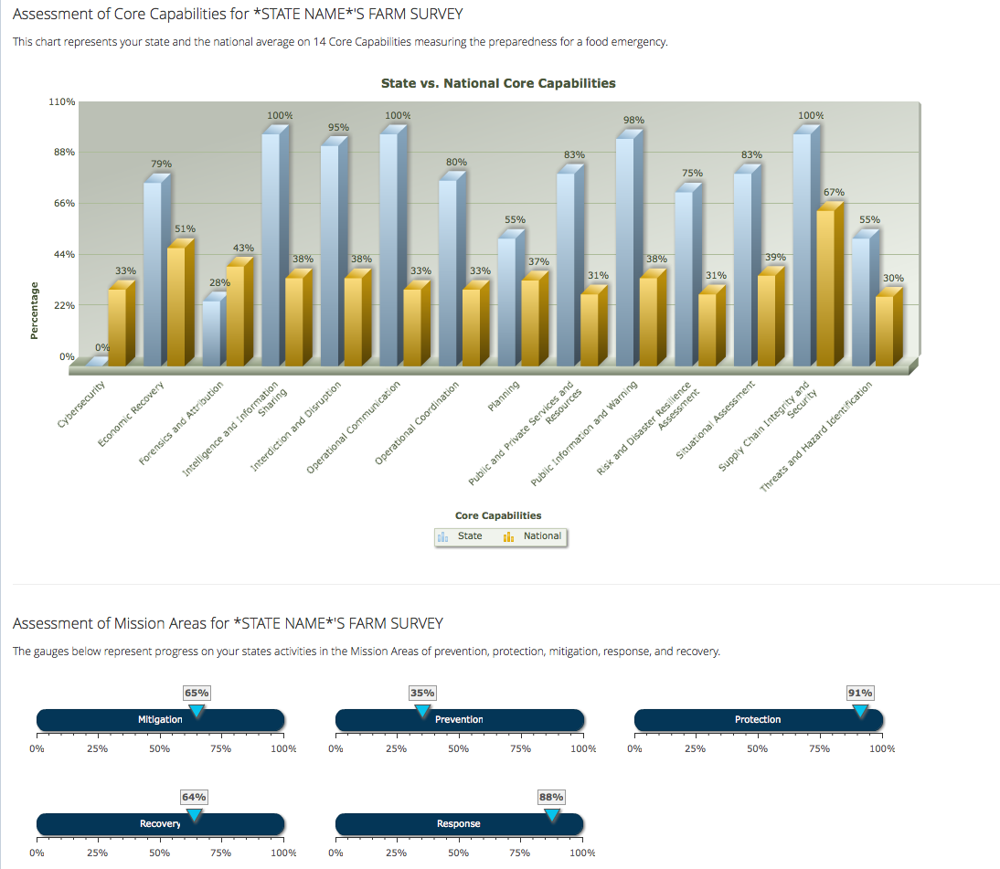 Assessment of Core Capabilities for *STATE NAME*'S FARM SURVEY
This chart represents your state and the national average on 14 Core Capabilities measuring the preparedness for a food emergency.
State vs. National Core Capabilities
Percentage
110%
88%
66%
44%
22%
0%
0%
33%
79%
51%
28%
43%
100%
38%
95%
38%
100%
33%
80%
33%
55%
37%
83%
31%
98%
38%
75%
31%
83%
39%
100%
67%
55%
30%
Cybersecurity
Economic Recovery
Forensics and Attribution
Intelligence and Information
Sharing
Interdiction and Disruption
Operational Communication
Operational Coordination
Planning
Public and Private Services and
Resources
Public Information and Warning
Risk and Disaster Resilience
Assessment
Situational Assessment
Supply Chain Integrity and
Security
Threats and Hazard Identification
Core Capabilities
State National
Assessment of Mission Areas for *STATE NAME*'S FARM SURVEY
The gauges below represent progress on your states activities in the Mission Areas of prevention, protection, mitigation, response, and recovery.
65%
Mitigation
0% 25% 50% 75% 100%
35%
Prevention
0% 25% 50% 75% 100%
91%
Protection
0% 25% 50% 75% 100%
64%
Recovery
0% 25% 50% 75% 100%
88%
Response
0% 25% 50% 75% 100%